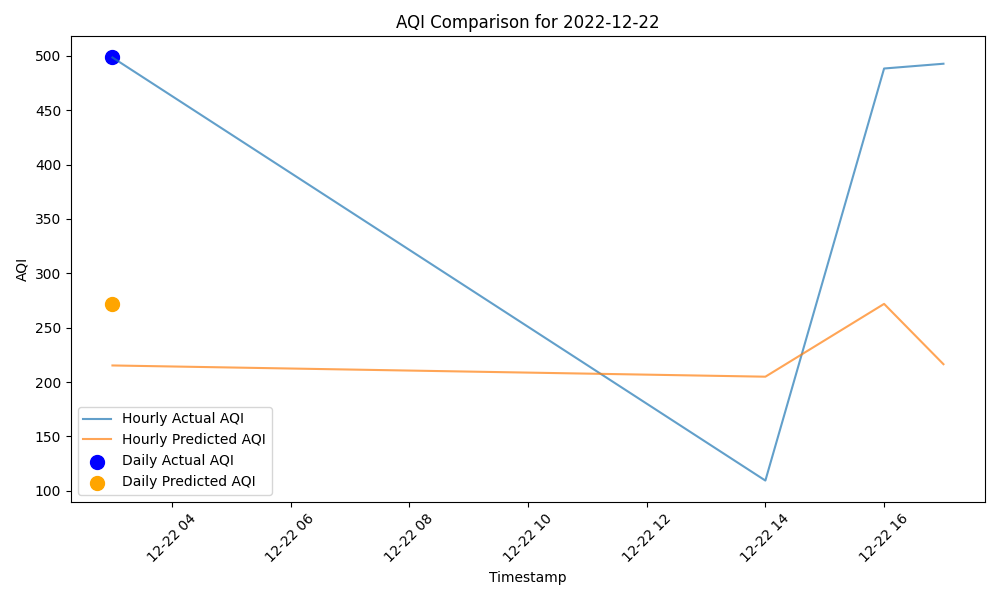 AQI Comparison for 2022-12-22
AQI
500
450
400
350
300
250
200
150
100
Hourly Actual AQI
Hourly Predicted AQI
Daily Actual AQI
Daily Predicted AQI
12-22 04
12-22 06
12-22 08
12-22 10
12-22 12
12-22 14
12-22 16
Timestamp